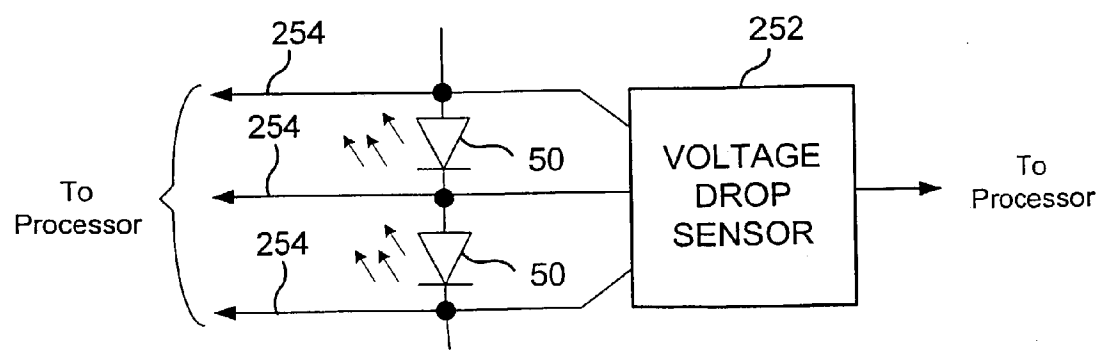 254
252
254
50
VOLTAGE
DROP
SENSOR
To
Processor
To
Processor
254
50